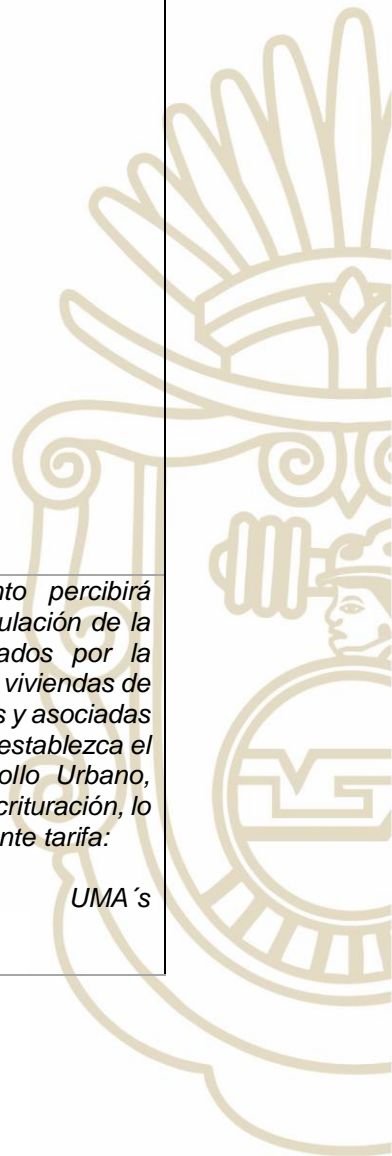 nto percibirá
ulación de la
ados por la
viviendas de
s y asociadas
establezca el
ollo Urbano,
crituración, lo
nte tarifa:
UMA´s